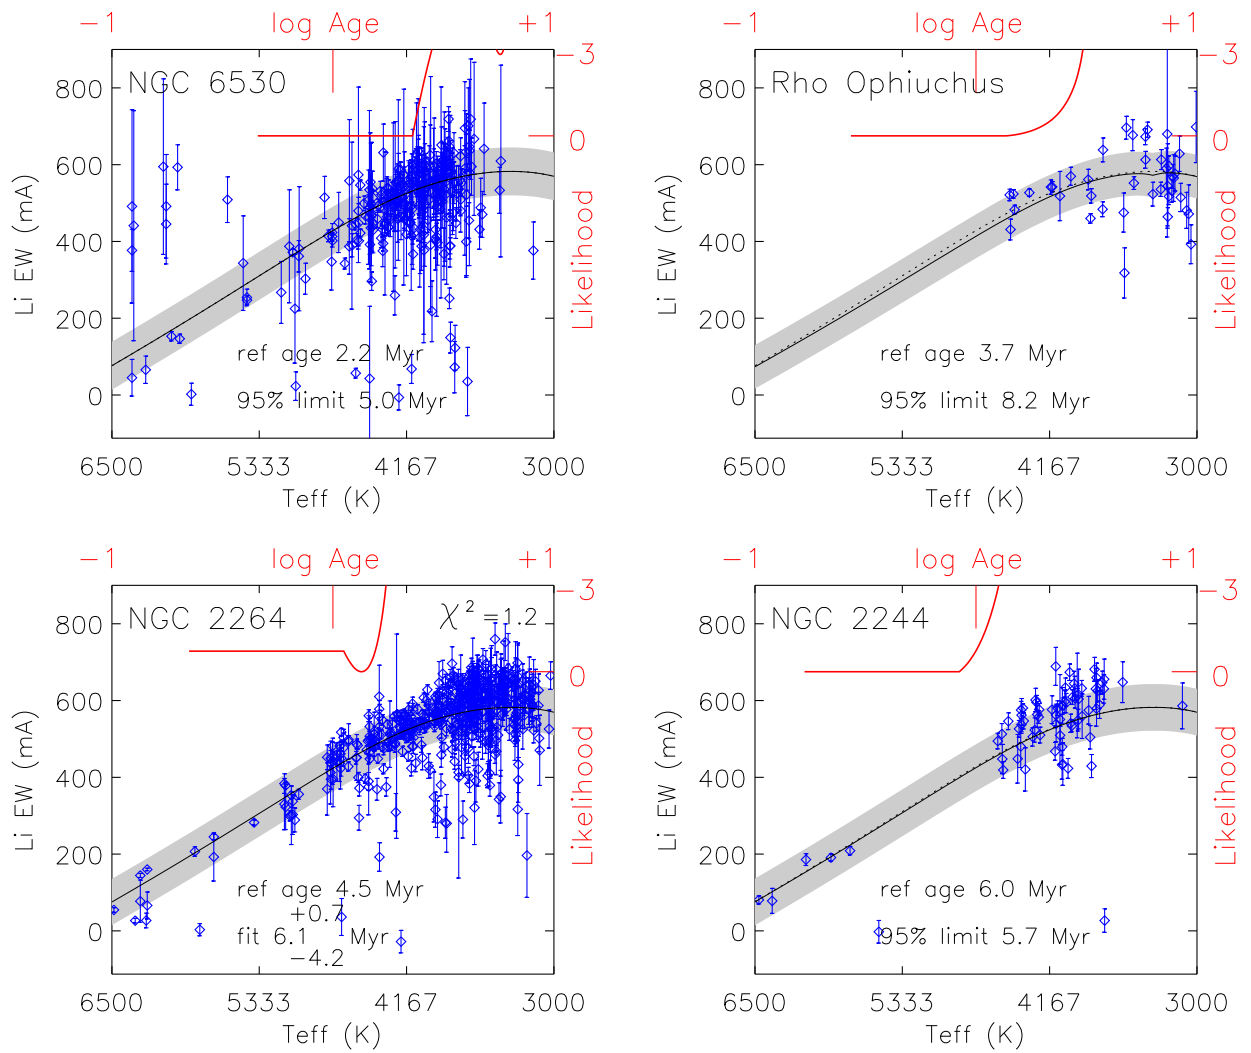 −1 log Age +1
−3
NGC 6530
800
600
400
200
0
Li EW (mA)
0
Likelihood
ref age 2.2 Myr
95% limit 5.0 Myr
6500 5333 4167 3000
Teff (K)
−1 log Age +1
−3
Rho Ophiuchus
800
600
400
200
0
Li EW (mA)
0
Likelihood
ref age 3.7 Myr
95% limit 8.2 Myr
6500 5333 4167 3000
Teff (K)
−1 log Age +1
−3
NGC 2264
χ²=1.2
800
600
400
200
0
Li EW (mA)
0
Likelihood
ref age 4.5 Myr
+0.7
fit 6.1 Myr
−4.2
6500 5333 4167 3000
Teff (K)
−1 log Age +1
−3
NGC 2244
800
600
400
200
0
Li EW (mA)
0
Likelihood
ref age 6.0 Myr
95% limit 5.7 Myr
6500 5333 4167 3000
Teff (K)